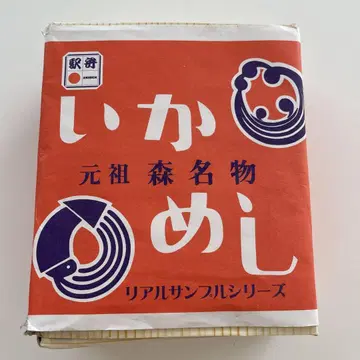 駅弁
いか
元祖 森名物
めし
リアルサンプルシリーズ